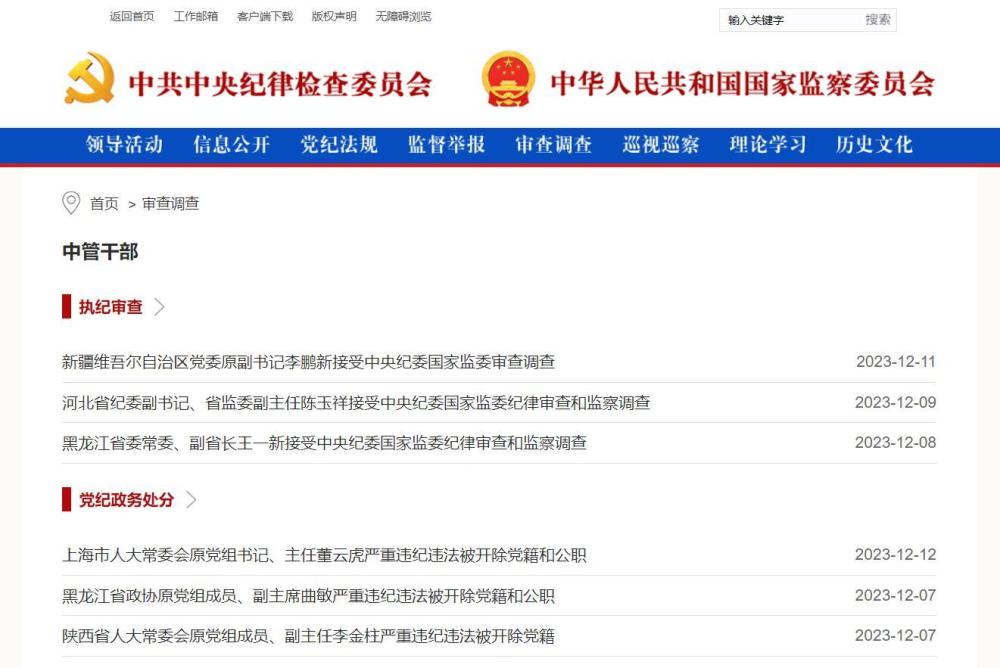 返回首页 工作邮箱 客户端下载 版权声明 无障碍浏览 输入关键字 搜索
中共中央纪律检查委员会 中华人民共和国国家监察委员会
领导活动 信息公开 党纪法规 监督举报 审查调查 巡视巡察 理论学习 历史文化
首页 > 审查调查
中管干部
执纪审查
新疆维吾尔自治区党委原副书记李鹏新接受中央纪委国家监委审查调查 2023-12-11
河北省纪委副书记、省监委副主任陈玉祥接受中央纪委国家监委纪律审查和监察调查 2023-12-09
黑龙江省委常委、副省长王一新接受中央纪委国家监委纪律审查和监察调查 2023-12-08
党纪政务处分
上海市人大常委会原党组书记、主任董云虎严重违纪违法被开除党籍和公职 2023-12-12
黑龙江省政协原党组成员、副主席曲敏严重违纪违法被开除党籍和公职 2023-12-07
陕西省人大常委会原党组成员、副主任李金柱严重违纪违法被开除党籍 2023-12-07